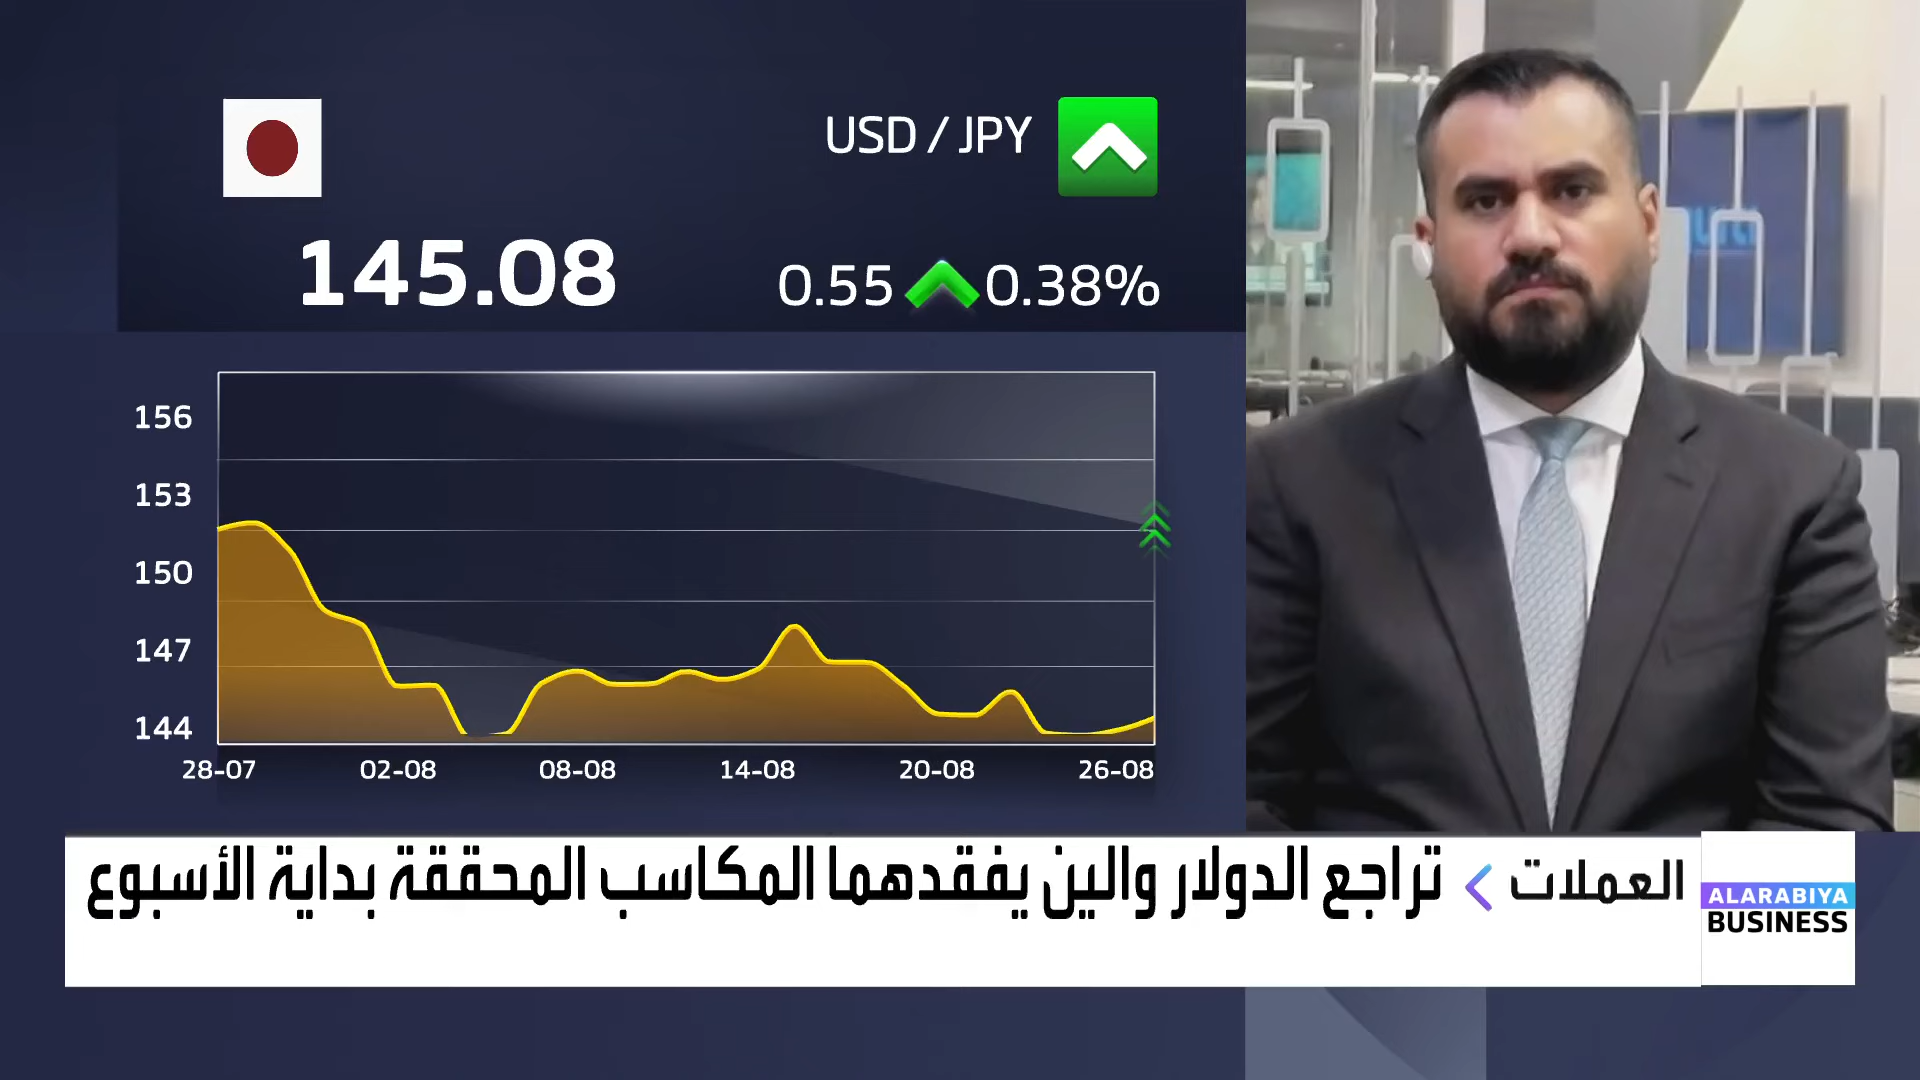 USD / JPY
145.08
0.55 0.38%
156
153
150
147
144
28-07 02-08 08-08 14-08 20-08 26-08
العملات تراجع الدولار والين يفقدهما المكاسب المحققة بداية الأسبوع
ALARABIYA
BUSINESS